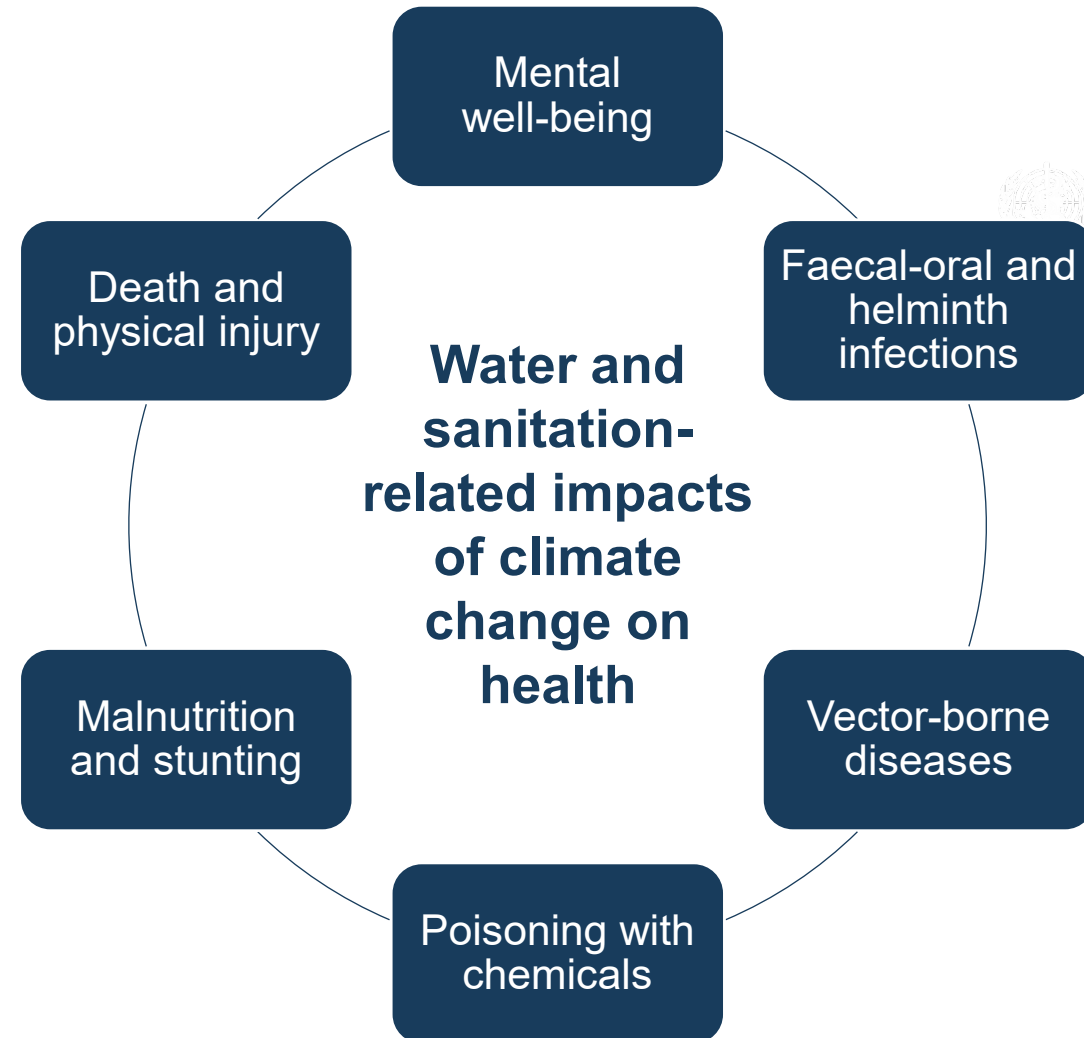 Mental
well-being
Faecal-oral and
helminth
infections
Death and
physical injury
Water and
sanitation-
related impacts
of climate
change on
health
Malnutrition
and stunting
Vector-borne
diseases
Poisoning with
chemicals